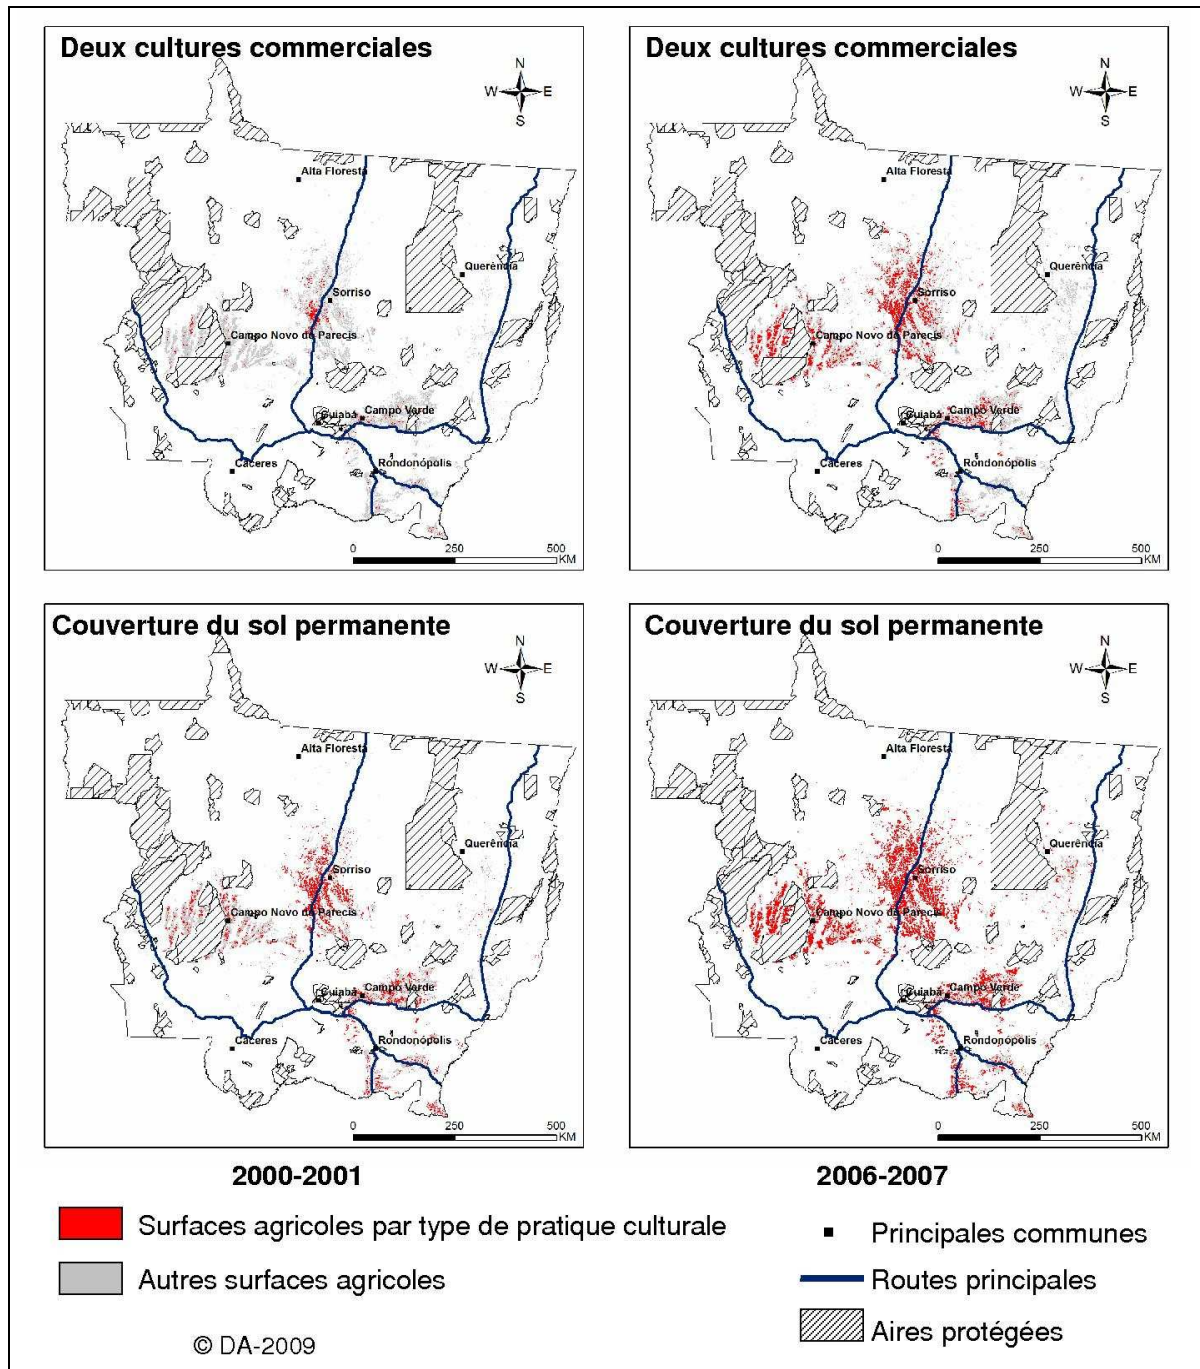 Deux cultures commerciales
N
W E
S
Alta Floresta
Querência
Sorriso
Campo Novo do Parecis
Cuiabá
Campo Verde
Cáceres
Rondonópolis
0 250 500
KM
Deux cultures commerciales
N
W E
S
Alta Floresta
Querência
Sorriso
Campo Novo do Parecis
Cuiabá
Campo Verde
Cáceres
Rondonópolis
0 250 500
KM
Couverture du sol permanente
N
W E
S
Alta Floresta
Querência
Sorriso
Campo Novo do Parecis
Cuiabá
Campo Verde
Cáceres
Rondonópolis
0 250 500
KM
Couverture du sol permanente
N
W E
S
Alta Floresta
Querência
Sorriso
Campo Novo do Parecis
Cuiabá
Campo Verde
Cáceres
Rondonópolis
0 250 500
KM
2000-2001
2006-2007
Surfaces agricoles par type de pratique culturale
Autres surfaces agricoles
Principales communes
Routes principales
Aires protégées
© DA-2009